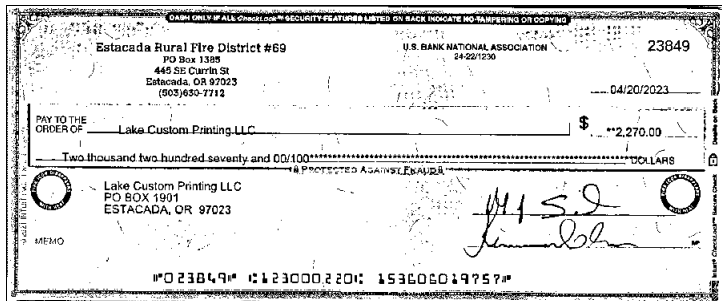 CASH ONLY IF ALL CheckLock™ SECURITY FEATURES LISTED ON BACK INDICATE NO TAMPERING OR COPYING
Estacada Rural Fire District #69
PO Box 1385
445 SE Currin St
Estacada, OR 97023
(503)630-7712
U.S. BANK NATIONAL ASSOCIATION
24-22/1230
23849
04/20/2023
PAY TO THE
ORDER OF Lake Custom Printing LLC
$ **2,270.00
Two thousand two hundred seventy and 00/100**************************************** DOLLARS
PROTECTED AGAINST FRAUD
Lake Custom Printing LLC
PO BOX 1901
ESTACADA, OR 97023
MEMO
⑈023849⑈ ⑆123000220⑆ 153606019757⑈